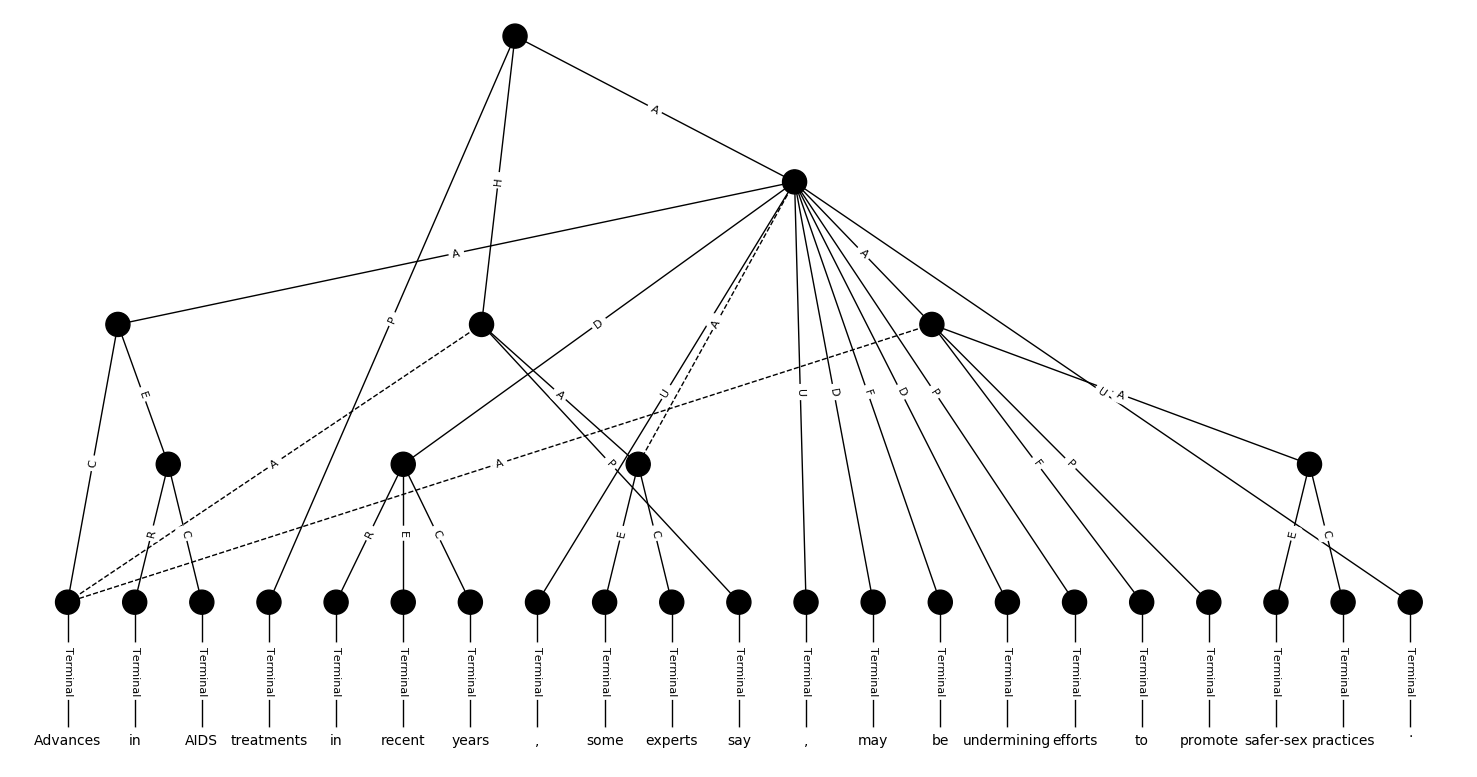 A
H
A
P
A
D
A
U
U
D
F
D
P
U
A
C
E
A
A
A
P
F
P
R
C
R
E
C
E
C
E
C
Terminal Terminal Terminal Terminal Terminal Terminal Terminal Terminal Terminal Terminal Terminal Terminal Terminal Terminal Terminal Terminal Terminal Terminal Terminal Terminal Terminal
Advances in AIDS treatments in recent years , some experts say , may be undermining efforts to promote safer-sex practices .